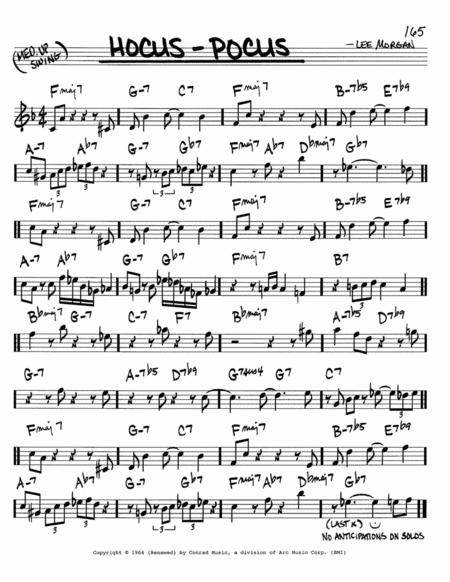 165
(MED. UP SWING)
HOCUS - POCUS
- LEE MORGAN
Fmaj7 G-7 C7 Fmaj7 B-7b5 E7b9
A-7 Ab7 G-7 Gb7 Fmaj7 Ab7 Dbmaj7 Gb7
3 3 3 3
Fmaj7 G-7 C7 Fmaj7 B-7b5 E7b9
A-7 Ab7 G-7 Gb7 Fmaj7 B7
Bbmaj7 G-7 C-7 F7 Bbmaj7
G-7 A-7b5 D7b9 G7sus4 G7 C7
3
Fmaj7 G-7 C7 Fmaj7 B-7b5 E7b9
A-7 Ab7 G-7 Gb7 Fmaj7 Ab7 Dbmaj7 Gb7
3 3 3 3
(LAST X)
NO ANTICIPATIONS ON SOLOS
Copyright © 1964 (Renewed) by Conrad Music, a division of Arc Music Corp. (BMI)